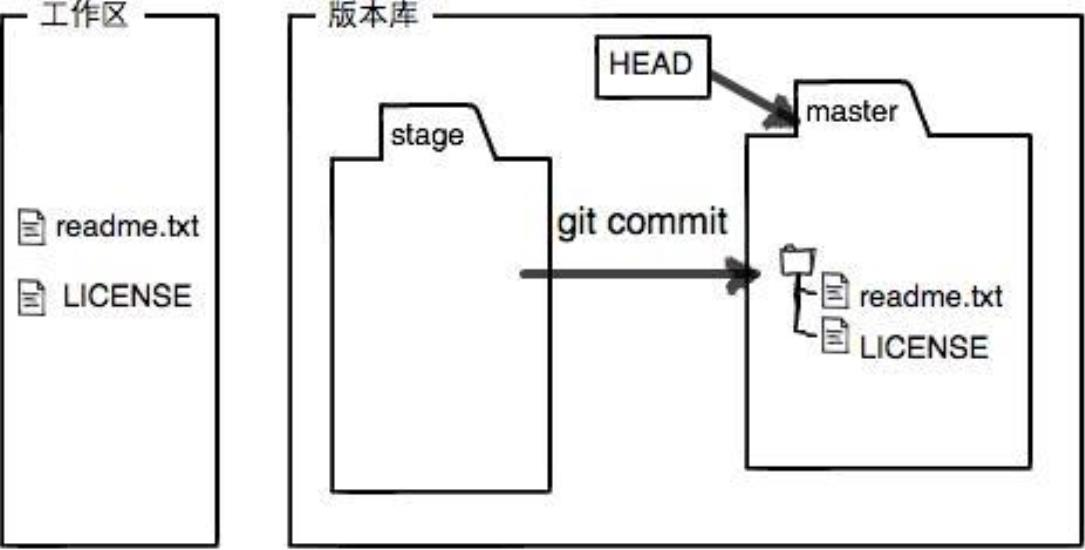 工作区
版本库
HEAD
master
stage
git commit
readme.txt
LICENSE
readme.txt
LICENSE